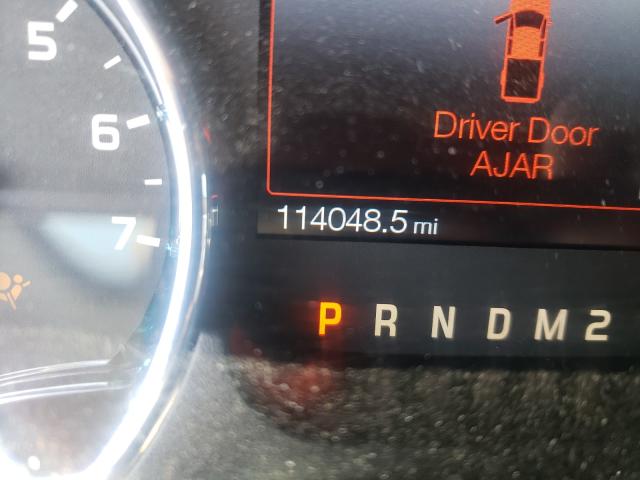 5
6
7
Driver Door
AJAR
114048.5 mi
P R N D M 2